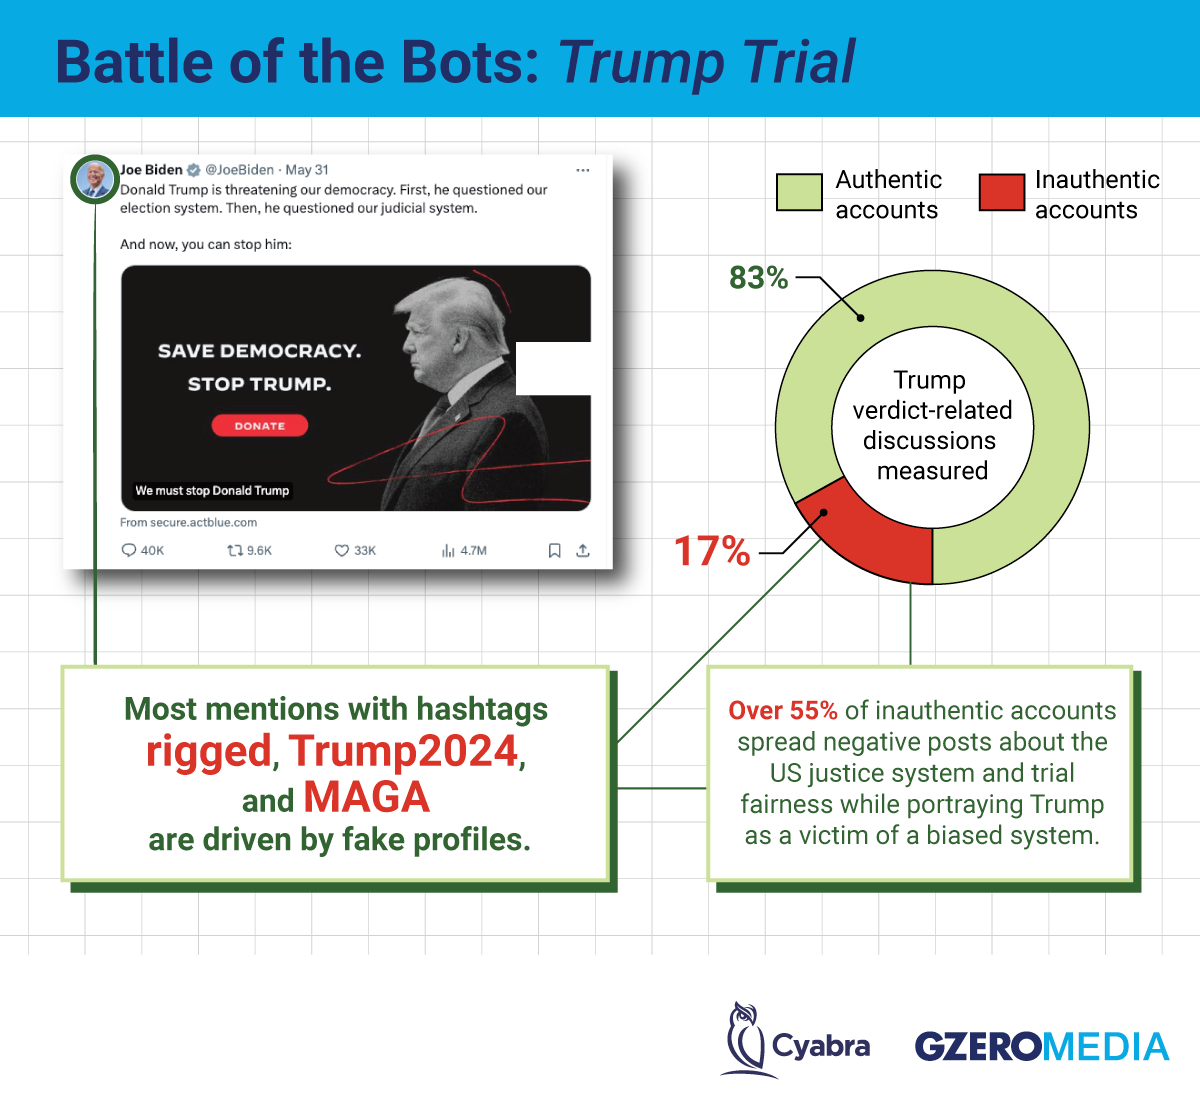 Battle of the Bots: Trump Trial
Joe Biden @JoeBiden · May 31
Donald Trump is threatening our democracy. First, he questioned our
election system. Then, he questioned our judicial system.
And now, you can stop him:
SAVE DEMOCRACY.
STOP TRUMP.
DONATE
We must stop Donald Trump
From secure.actblue.com
40K 9.6K 33K 4.7M
Authentic
accounts
Inauthentic
accounts
83%
Trump
verdict-related
discussions
measured
17%
Most mentions with hashtags
rigged, Trump2024,
and MAGA
are driven by fake profiles.
Over 55% of inauthentic accounts
spread negative posts about the
US justice system and trial
fairness while portraying Trump
as a victim of a biased system.
Cyabra
GZEROMEDIA